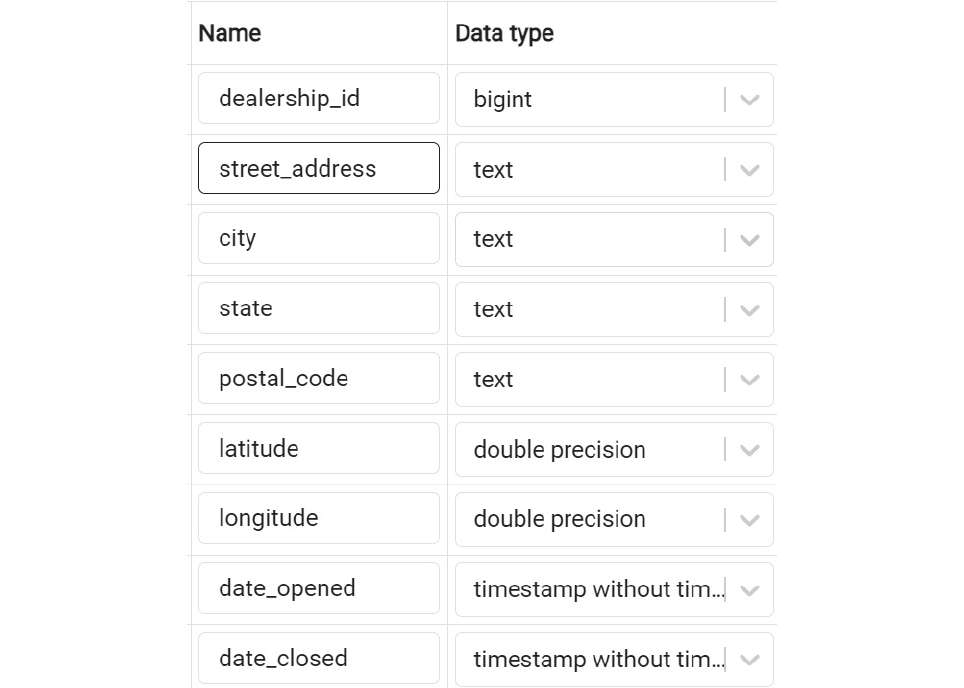 Name Data type
dealership_id bigint
street_address text
city text
state text
postal_code text
latitude double precision
longitude double precision
date_opened timestamp without tim...
date_closed timestamp without tim...